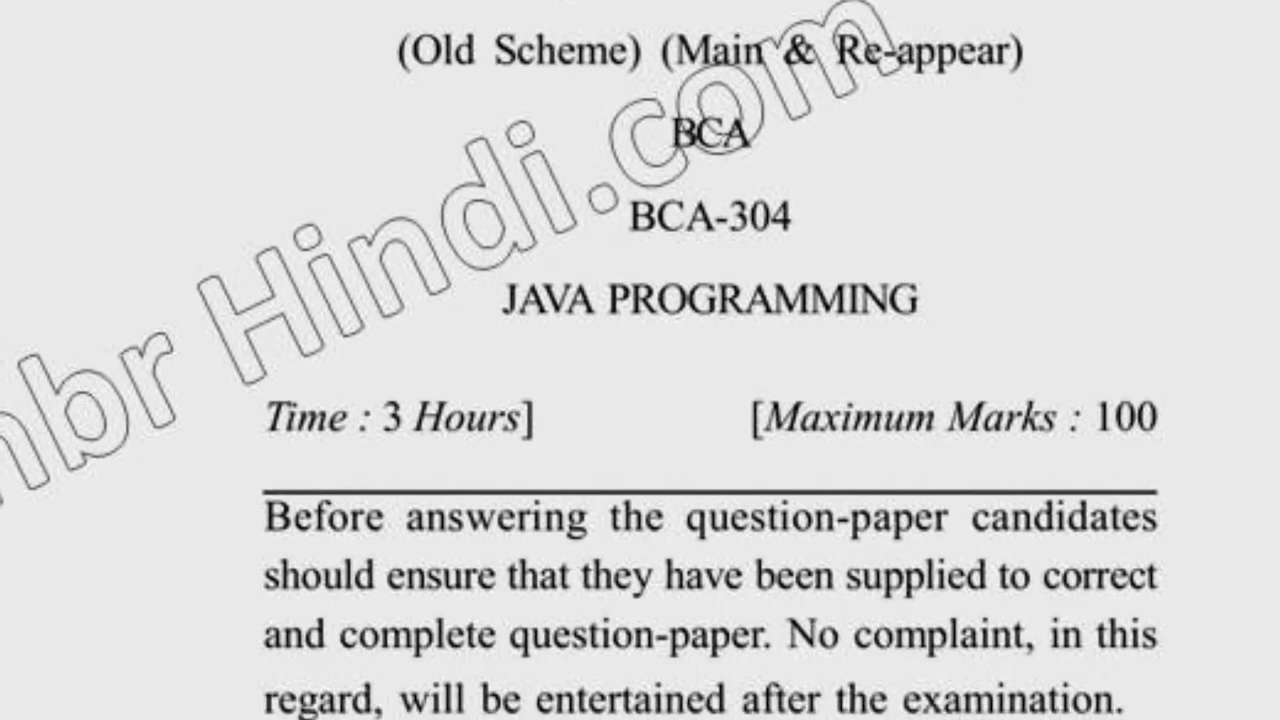 (Old Scheme) (Main & Re-appear)
BCA
BCA-304
JAVA PROGRAMMING
Time : 3 Hours] [Maximum Marks : 100
Before answering the question-paper candidates
should ensure that they have been supplied to correct
and complete question-paper. No complaint, in this
regard, will be entertained after the examination.
Hindi.com